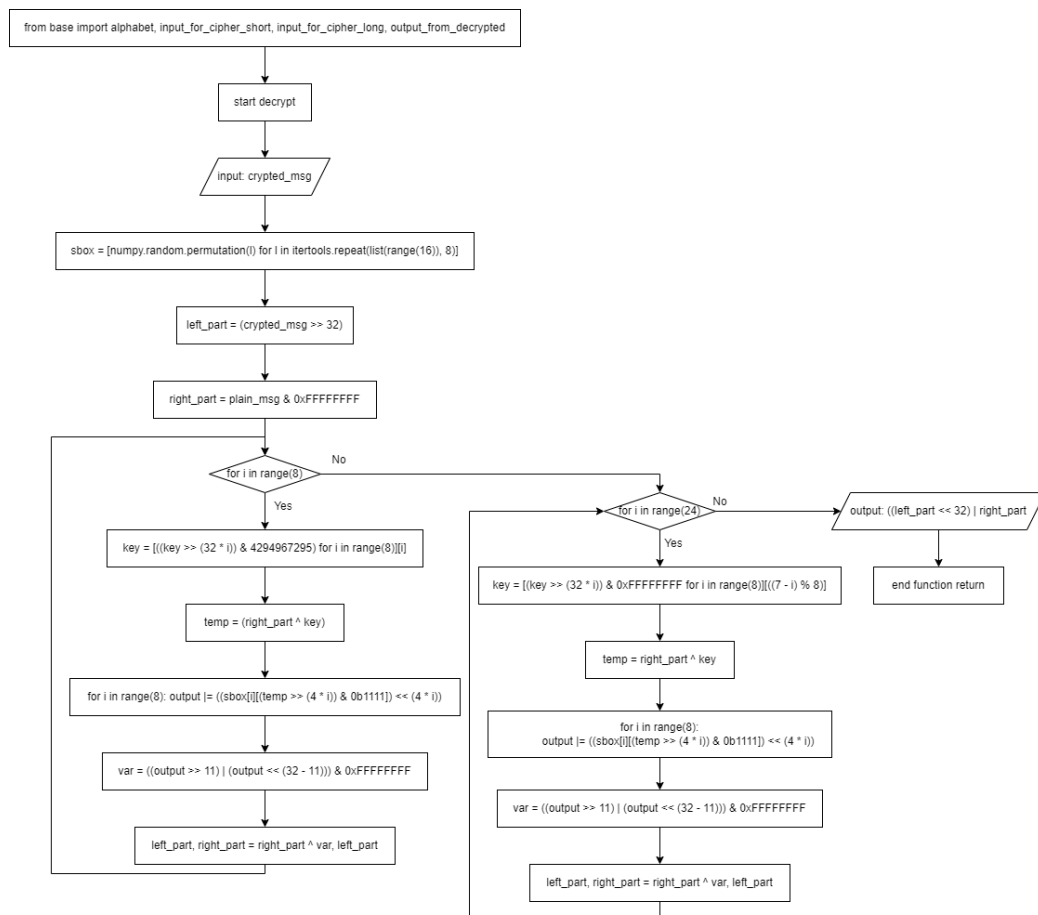 from base import alphabet, input_for_cipher_short, input_for_cipher_long, output_from_decrypted
start decrypt
input: crypted_msg
sbox = [numpy.random.permutation(l) for l in itertools.repeat(list(range(16)), 8)]
left_part = (crypted_msg >> 32)
right_part = plain_msg & 0xFFFFFFFF
for i in range(8)
No
Yes
key = [((key >> (32 * i)) & 4294967295) for i in range(8)][i]
temp = (right_part ^ key)
for i in range(8): output |= ((sbox[i][(temp >> (4 * i)) & 0b1111]) << (4 * i))
var = ((output >> 11) | (output << (32 - 11))) & 0xFFFFFFFF
left_part, right_part = right_part ^ var, left_part
for i in range(24)
No
Yes
key = [(key >> (32 * i)) & 0xFFFFFFFF for i in range(8)][((7 - i) % 8)]
temp = right_part ^ key
for i in range(8):
output |= ((sbox[i][(temp >> (4 * i)) & 0b1111]) << (4 * i))
var = ((output >> 11) | (output << (32 - 11))) & 0xFFFFFFFF
left_part, right_part = right_part ^ var, left_part
output: ((left_part << 32) | right_part
end function return